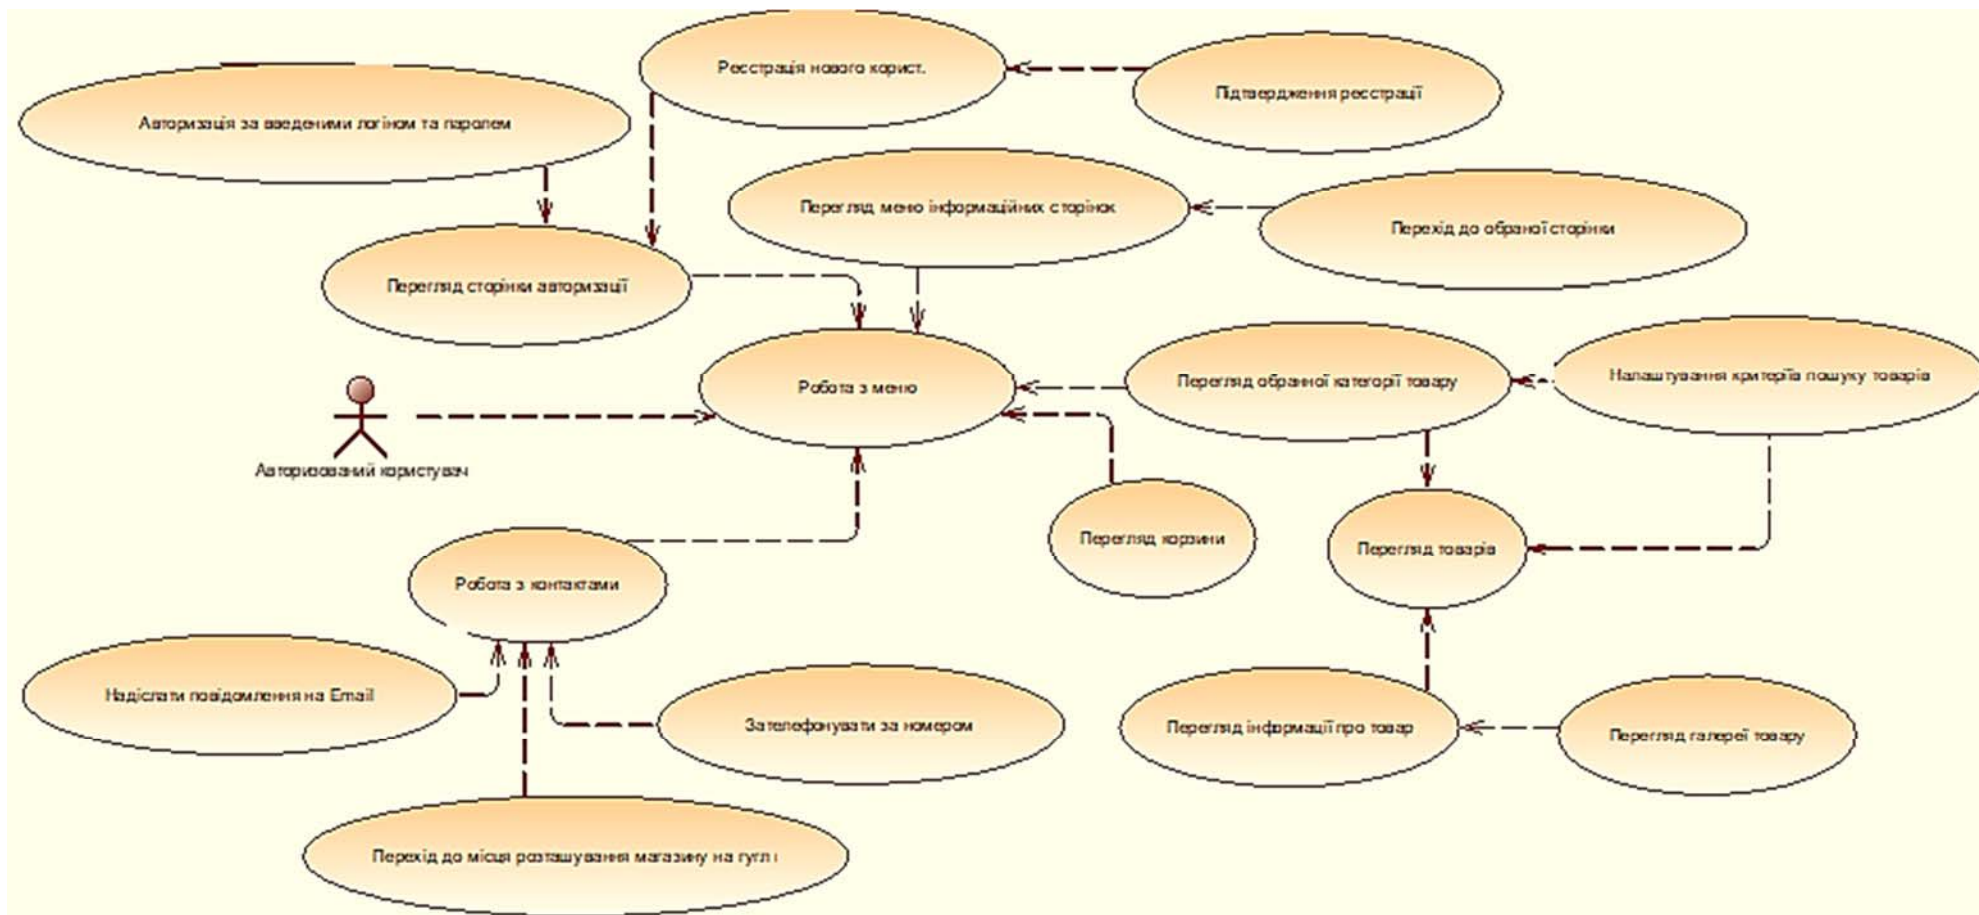 Реєстрація нового корист.
Підтвердження реєстрації
Авторизація за введеними логіном та паролем
Перегляд меню інформаційних сторінок
Перехід до обраної сторінки
Перегляд сторінки авторизації
Робота з меню
Перегляд обранної категорії товару
Налаштування критеріїв пошуку товарів
Авторизований користувач
Перегляд корзини
Перегляд товарів
Робота з контактами
Надіслати повідомлення на Email
Зателефонувати за номером
Перегляд інформації про товар
Перегляд галереї товару
Перехід до місця розташування магазину на гугл